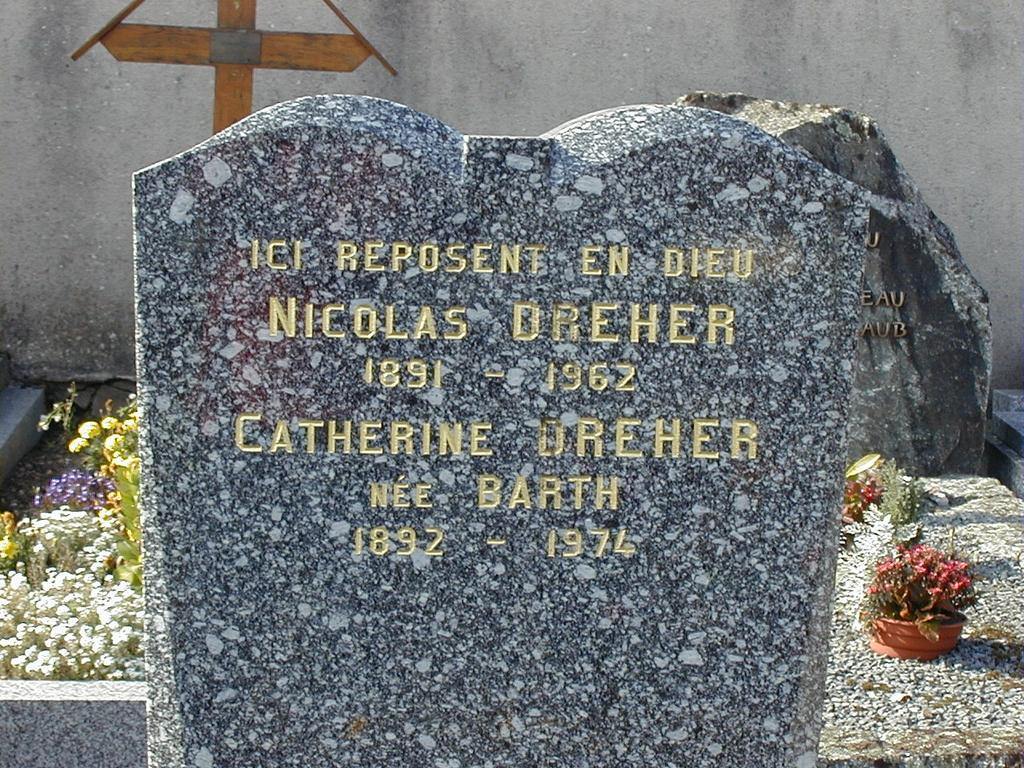 ICI REPOSENT EN DIEU
NICOLAS DREHER
1891 - 1962
CATHERINE DREHER
NÉE BARTH
1892 - 1974